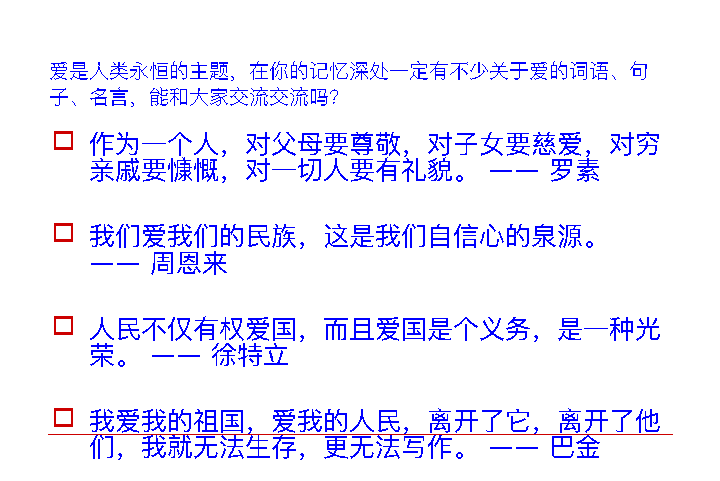 爱是人类永恒的主题，在你的记忆深处一定有不少关于爱的词语、句
子、名言，能和大家交流交流吗？
作为一个人，对父母要尊敬，对子女要慈爱，对穷
亲戚要慷慨，对一切人要有礼貌。 —— 罗素
我们爱我们的民族，这是我们自信心的泉源。
—— 周恩来
人民不仅有权爱国，而且爱国是个义务，是一种光
荣。 —— 徐特立
我爱我的祖国，爱我的人民，离开了它，离开了他
们，我就无法生存，更无法写作。 —— 巴金